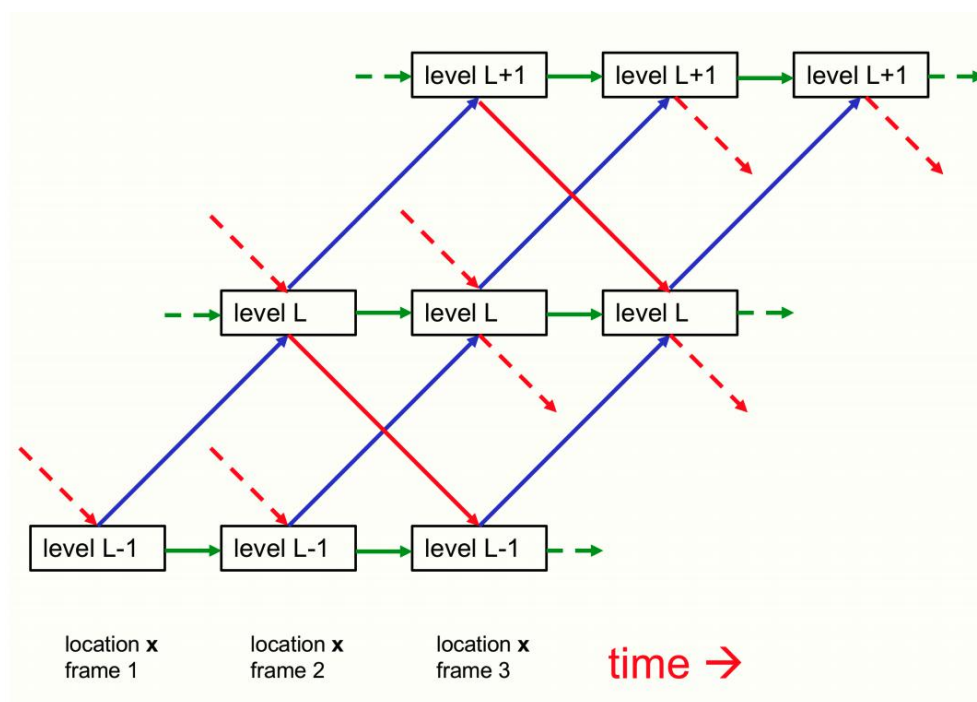 level L+1 level L+1 level L+1
level L level L level L
level L-1 level L-1 level L-1
location x location x location x
frame 1 frame 2 frame 3
time →